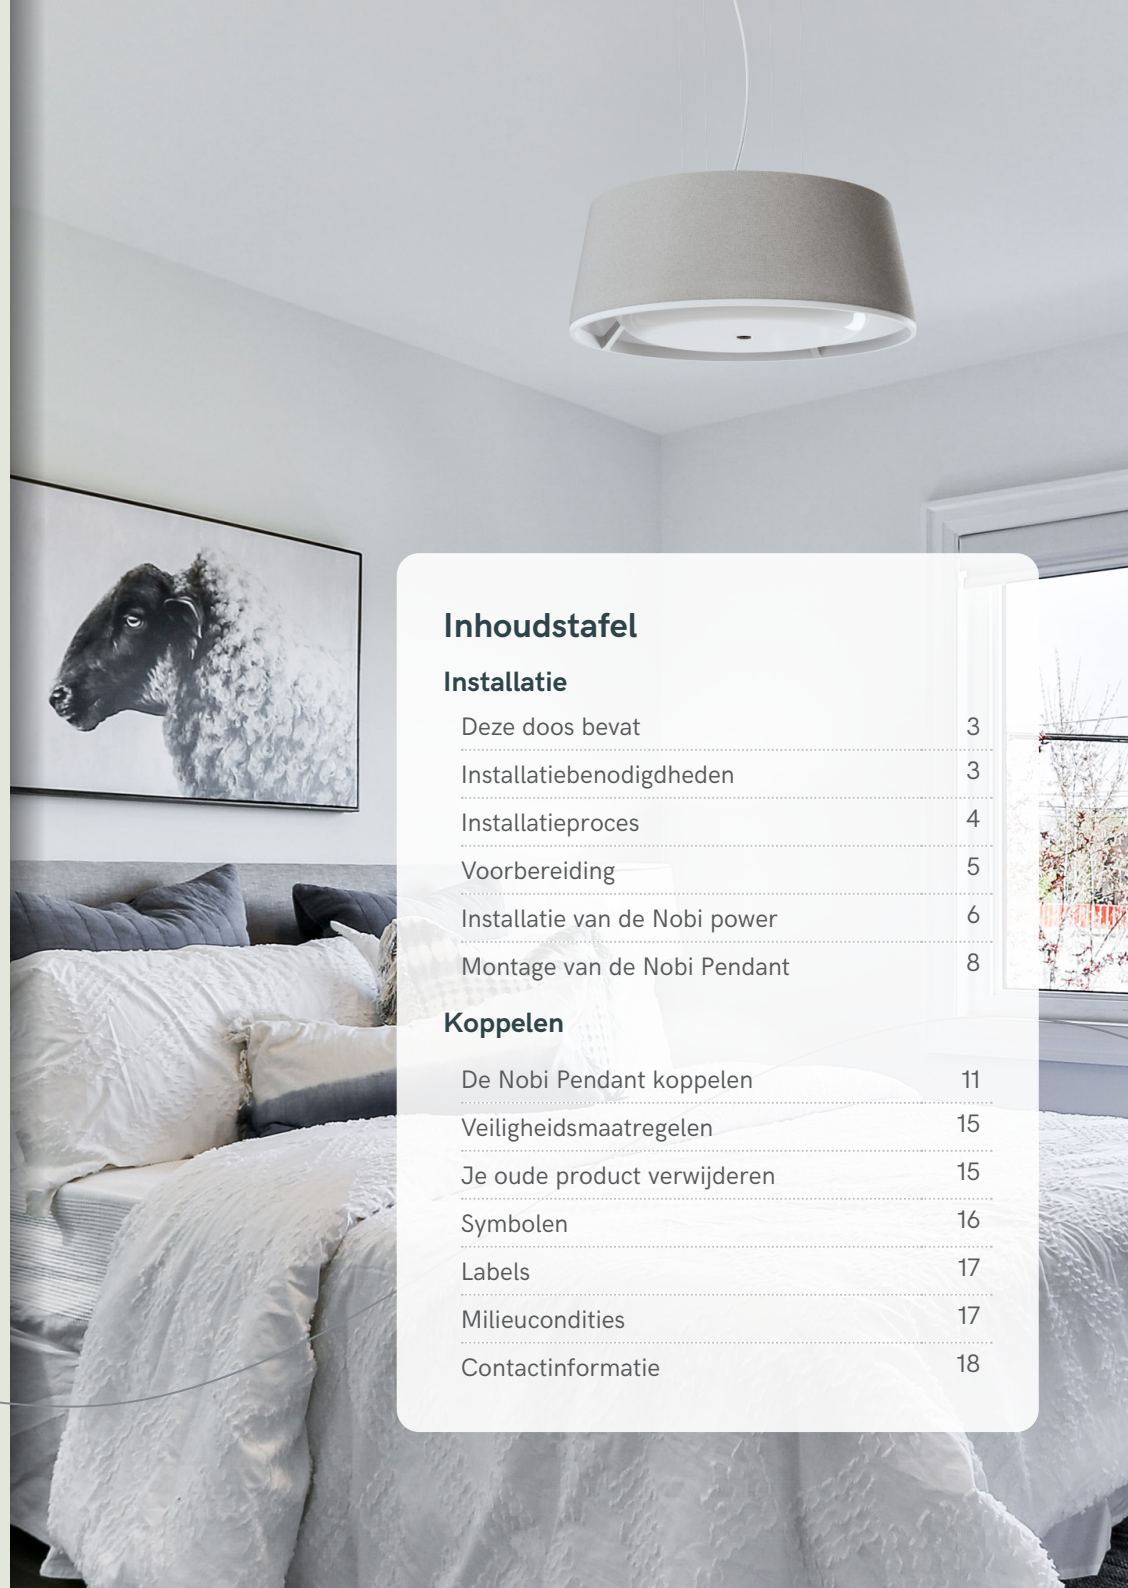 Inhoudstafel
Installatie
Deze doos bevat 3
Installatiebenodigdheden 3
Installatieproces 4
Voorbereiding 5
Installatie van de Nobi power 6
Montage van de Nobi Pendant 8
Koppelen
De Nobi Pendant koppelen 11
Veiligheidsmaatregelen 15
Je oude product verwijderen 15
Symbolen 16
Labels 17
Milieucondities 17
Contactinformatie 18